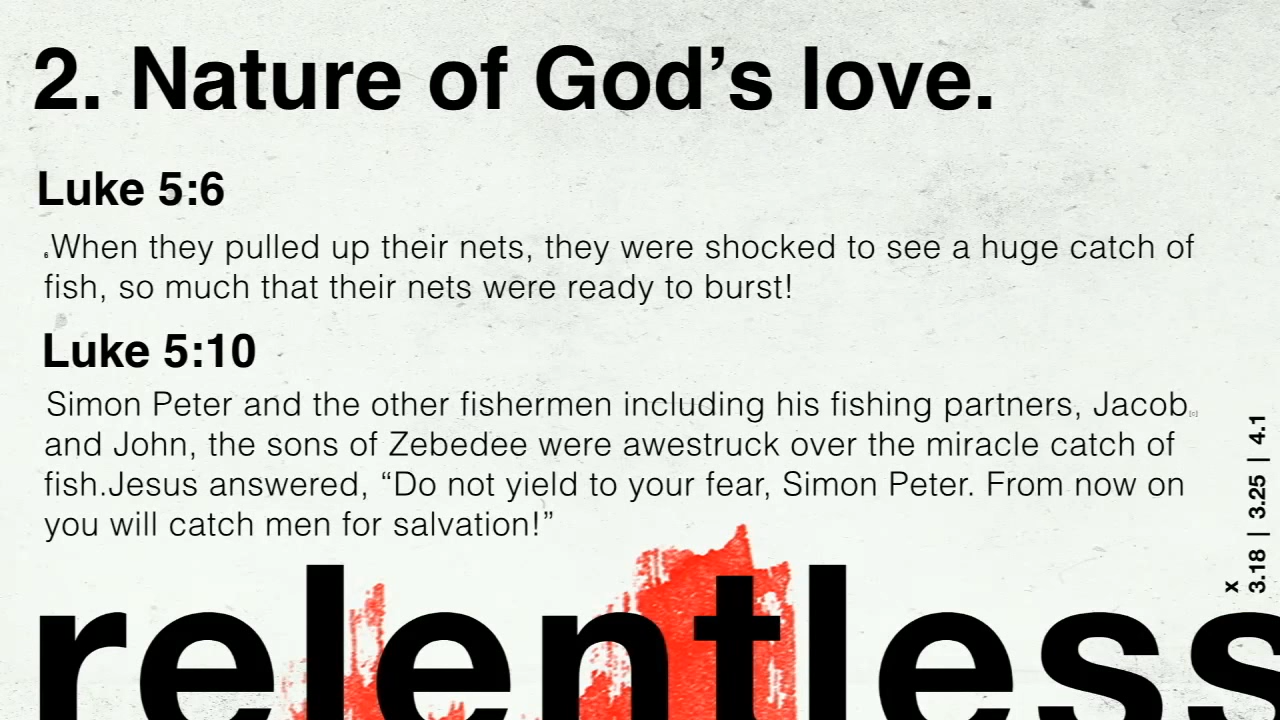 2. Nature of God’s love.
Luke 5:6
When they pulled up their nets, they were shocked to see a huge catch of
fish, so much that their nets were ready to burst!
Luke 5:10
Simon Peter and the other fishermen including his fishing partners, Jacob
and John, the sons of Zebedee were awestruck over the miracle catch of
fish.Jesus answered, “Do not yield to your fear, Simon Peter. From now on
you will catch men for salvation!”
x
3.18 | 3.25 | 4.1
relentless